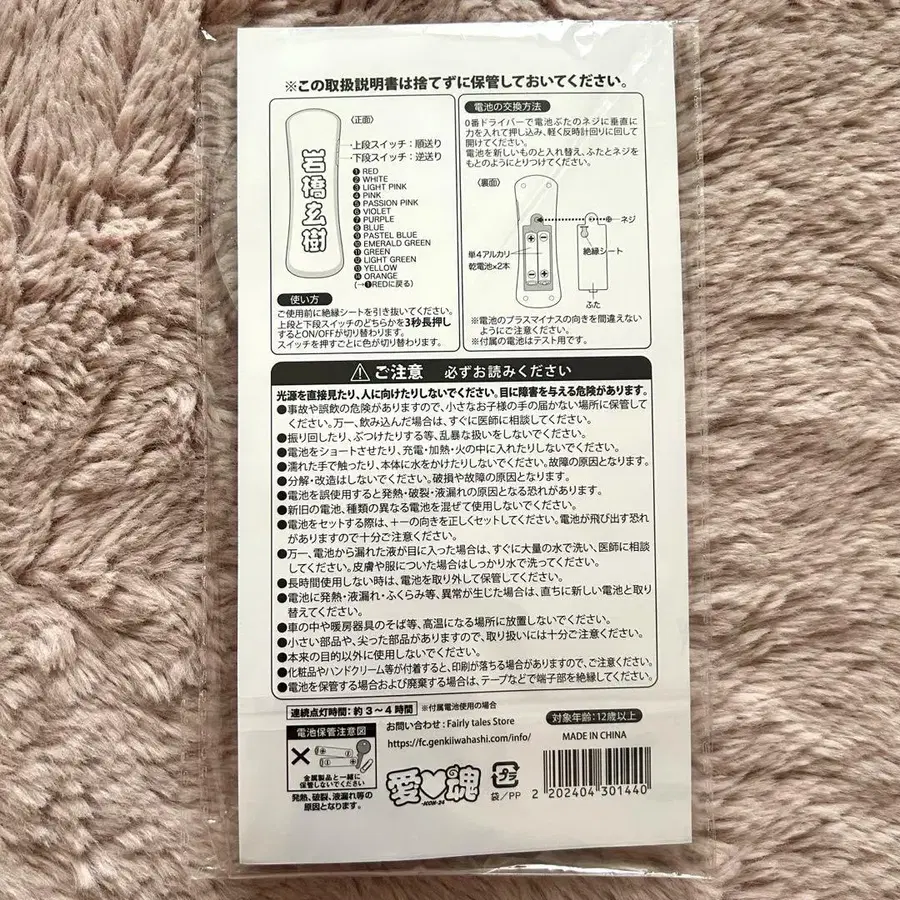 ※この取扱説明書は捨てずに保管しておいてください。
〈正面〉
岩橋玄樹
上段スイッチ：順送り
下段スイッチ：逆送り
❶ RED
❷ WHITE
❸ LIGHT PINK
❹ PINK
❺ PASSION PINK
❻ VIOLET
❼ PURPLE
❽ BLUE
❾ PASTEL BLUE
❿ EMERALD GREEN
⓫ GREEN
⓬ LIGHT GREEN
⓭ YELLOW
⓮ ORANGE
(→❶REDに戻る)
使い方
ご使用前に絶縁シートを引き抜いてください。
上段と下段スイッチのどちらかを3秒長押し
するとON/OFFが切り替わります。
スイッチを押すごとに色が切り替わります。
電池の交換方法
0番ドライバーで電池ぶたのネジに垂直に
力を入れて押し込み、軽く反時計回りに回して
開けてください。
電池を新しいものと入れ替え、ふたとネジを
もとのようにとりつけてください。
〈裏面〉
ネジ
絶縁シート
単4アルカリ
乾電池×2本
ふた
※電池のプラスマイナスの向きを間違えない
ようにご注意ください。
※付属の電池はテスト用です。
ご注意 必ずお読みください
光源を直接見たり、人に向けたりしないでください。目に障害を与える危険があります。
●事故や誤飲の危険がありますので、小さなお子様の手の届かない場所に保管して
ください。万一、飲み込んだ場合は、すぐに医師に相談してください。
●振り回したり、ぶつけたりする等、乱暴な扱いをしないでください。
●電池をショートさせたり、充電・加熱・火の中に入れたりしないでください。
●濡れた手で触ったり、本体に水をかけたりしないでください。故障の原因となります。
●分解・改造はしないでください。破損や故障の原因となります。
●電池を誤使用すると発熱・破裂・液漏れの原因となる恐れがあります。
●新旧の電池、種類の異なる電池を混ぜて使用しないでください。
●電池をセットする際は、＋－の向きを正しくセットしてください。電池が飛び出す恐れ
がありますので十分ご注意ください。
●万一、電池から漏れた液が目に入った場合は、すぐに大量の水で洗い、医師に相談
してください。皮膚や服についた場合はしっかり水で洗ってください。
●長時間使用しない時は、電池を取り外して保管してください。
●電池に発熱・液漏れ・ふくらみ等、異常が生じた場合は、直ちに新しい電池と取り
替えてください。
●車の中や暖房器具のそば等、高温になる場所に放置しないでください。
●小さい部品や、尖った部品がありますので、取り扱いには十分ご注意ください。
●本来の目的以外に使用しないでください。
●化粧品やハンドクリーム等が付着すると、印刷が落ちる場合がありますので、ご注意ください。
●電池を保管する場合および廃棄する場合は、テープなどで端子部を絶縁してください。
連続点灯時間：約3～4時間 ※付属電池使用の場合
電池保管注意図
金属製品と一緒に
保管しないでください
発熱、破裂、液漏れ等の
原因となります。
お問い合わせ：Fairly tales Store
https://fc.genkiiwahashi.com/info/
対象年齢：12歳以上
MADE IN CHINA
愛♥魂
-ICON-24
プラ
袋／PP
2 202404 301440